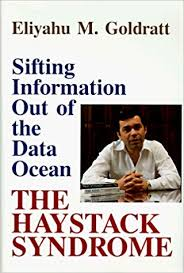 Eliyahu M. Goldratt
Sifting
Information
Out of
the
Data
Ocean
THE
HAYSTACK
SYNDROME